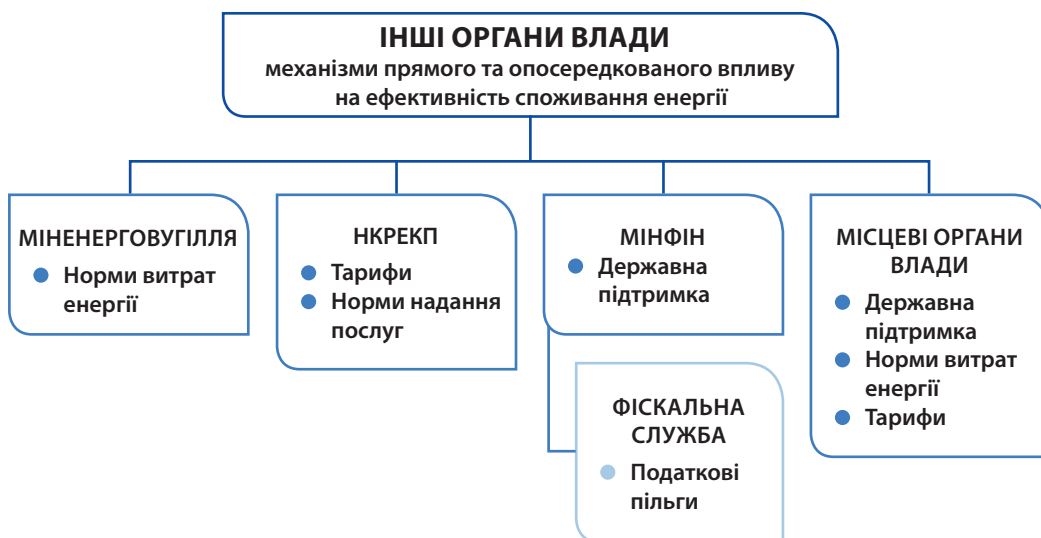 ІНШІ ОРГАНИ ВЛАДИ
механізми прямого та опосередкованого впливу
на ефективність споживання енергії
МІНЕНЕРГОВУГІЛЛЯ
Норми витрат
енергії
НКРЕКП
Тарифи
Норми надання
послуг
МІНФІН
Державна
підтримка
ФІСКАЛЬНА
СЛУЖБА
Податкові
пільги
МІСЦЕВІ ОРГАНИ
ВЛАДИ
Державна
підтримка
Норми витрат
енергії
Тарифи